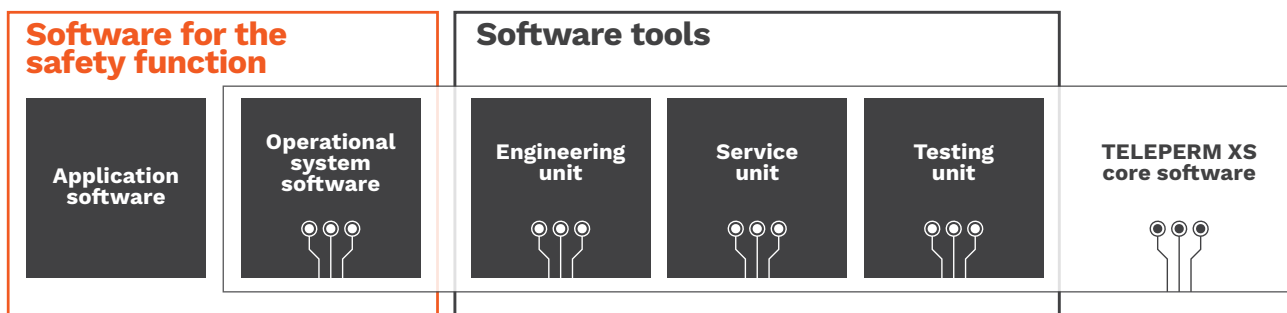 Software for the
safety function
Software tools
Application
software
Operational
system
software
Engineering
unit
Service
unit
Testing
unit
TELEPERM XS
core software